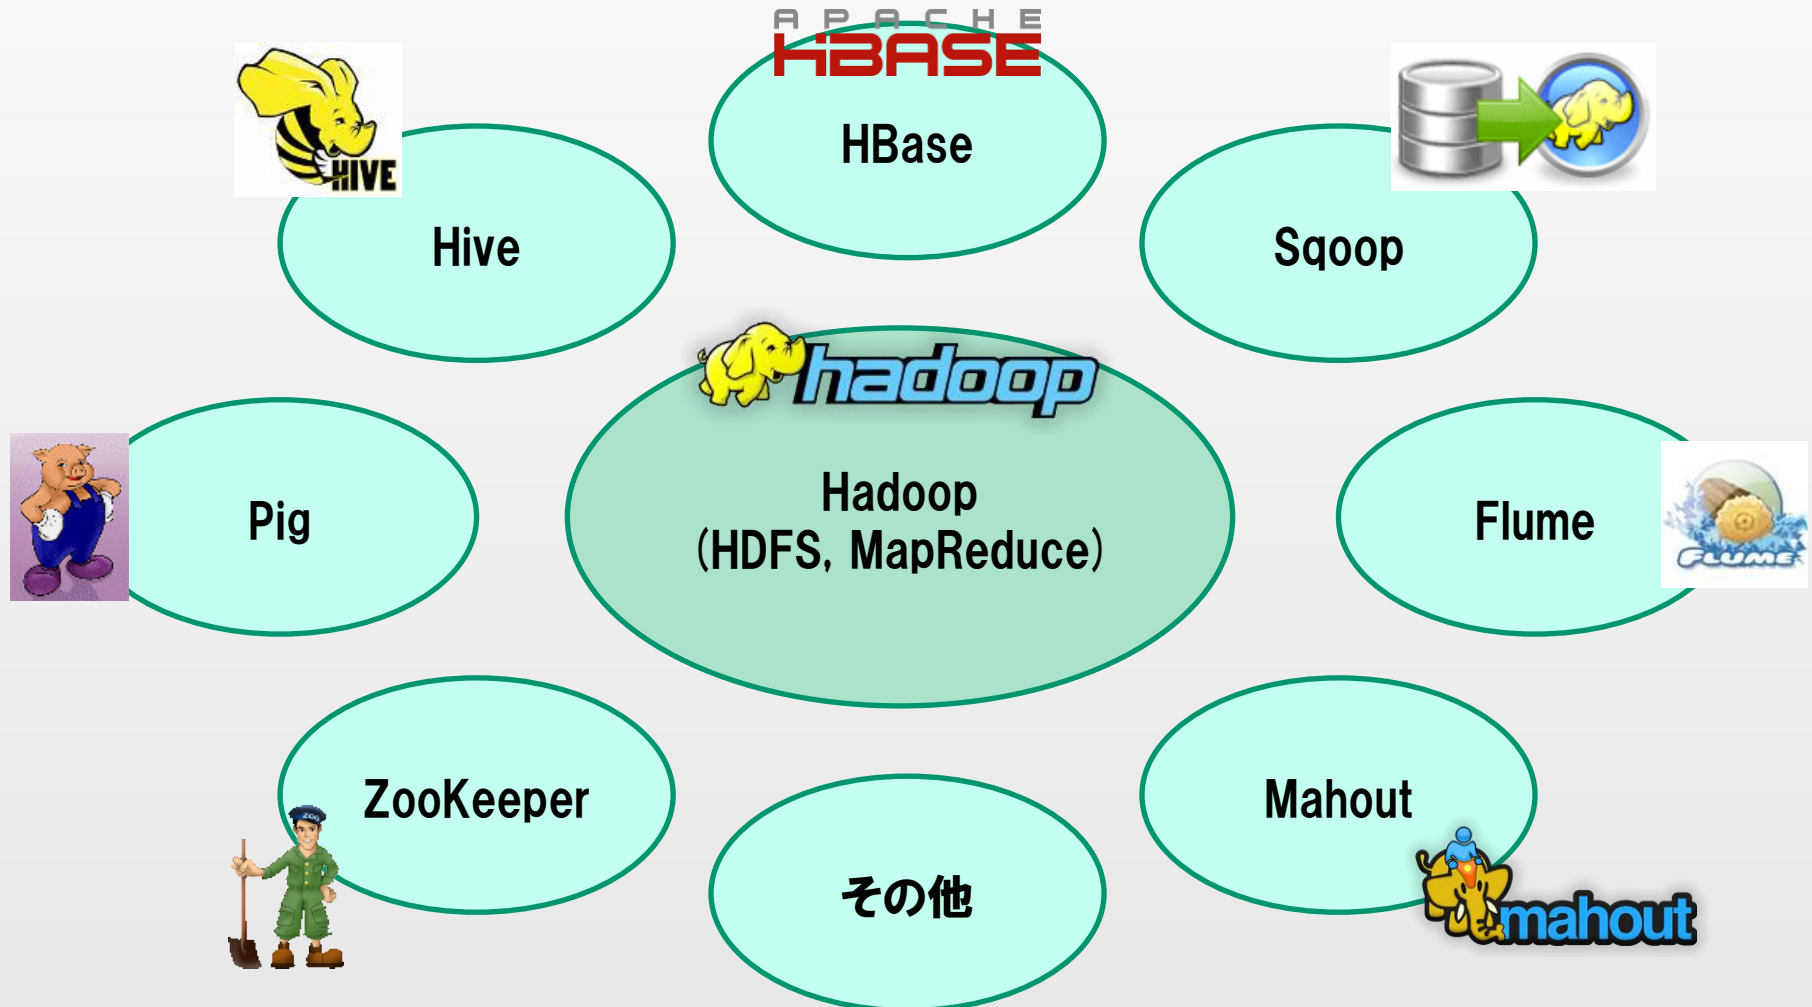 APACHE
HBASE
HBase
HIVE
Hive
Sqoop
hadoop
Hadoop
(HDFS, MapReduce)
Pig
Flume
FLUME
ZooKeeper
ZOO
Mahout
mahout
その他